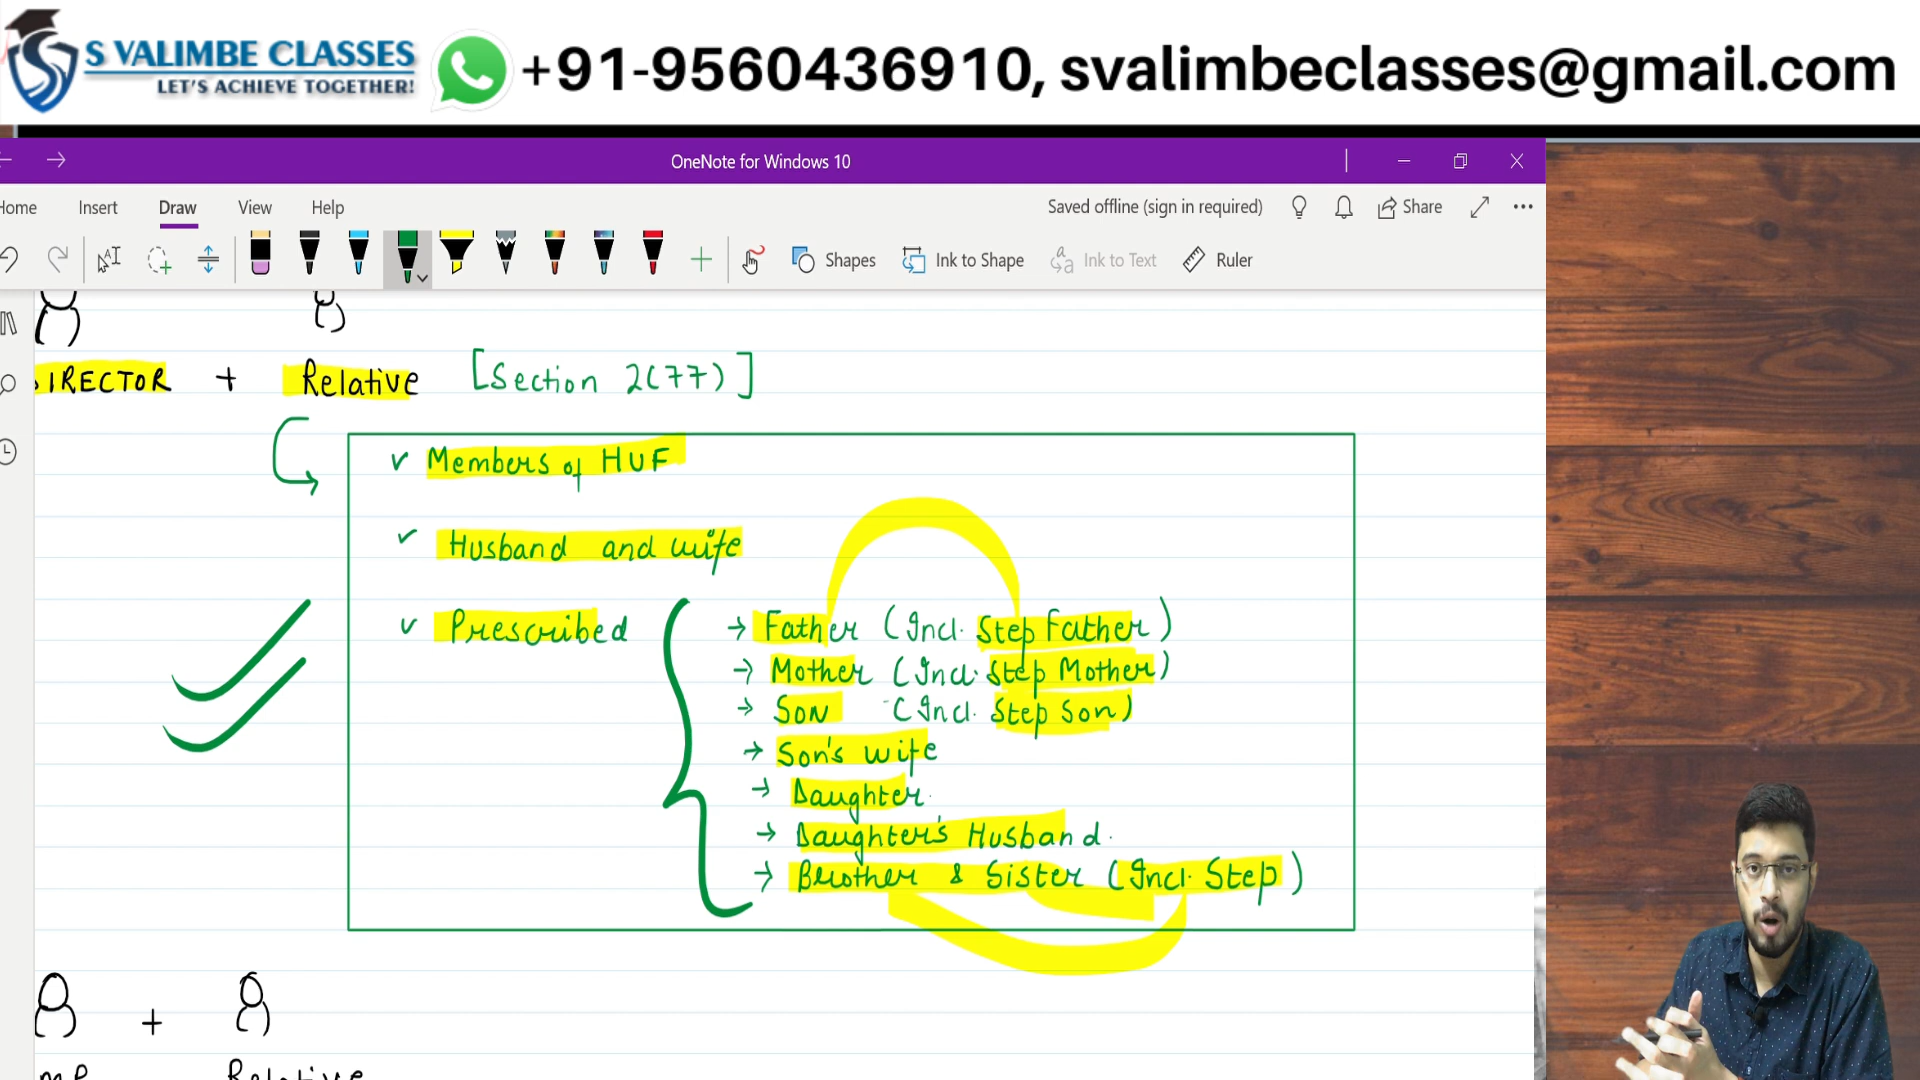 S VALIMBE CLASSES
LET'S ACHIEVE TOGETHER!
+91-9560436910, svalimbeclasses@gmail.com
OneNote for Windows 10
Home Insert Draw View Help Saved offline (sign in required) Share
Shapes Ink to Shape Ink to Text Ruler
DIRECTOR + Relative [Section 2(77)]
✓ Members of HUF
✓ Husband and wife
✓ Prescribed
→ Father (Incl. Step Father)
→ Mother (Incl. Step Mother)
→ Son (Incl. Step Son)
→ Son's wife
→ Daughter.
→ Daughter's Husband.
→ Brother & Sister (Incl. Step)
+
Relative